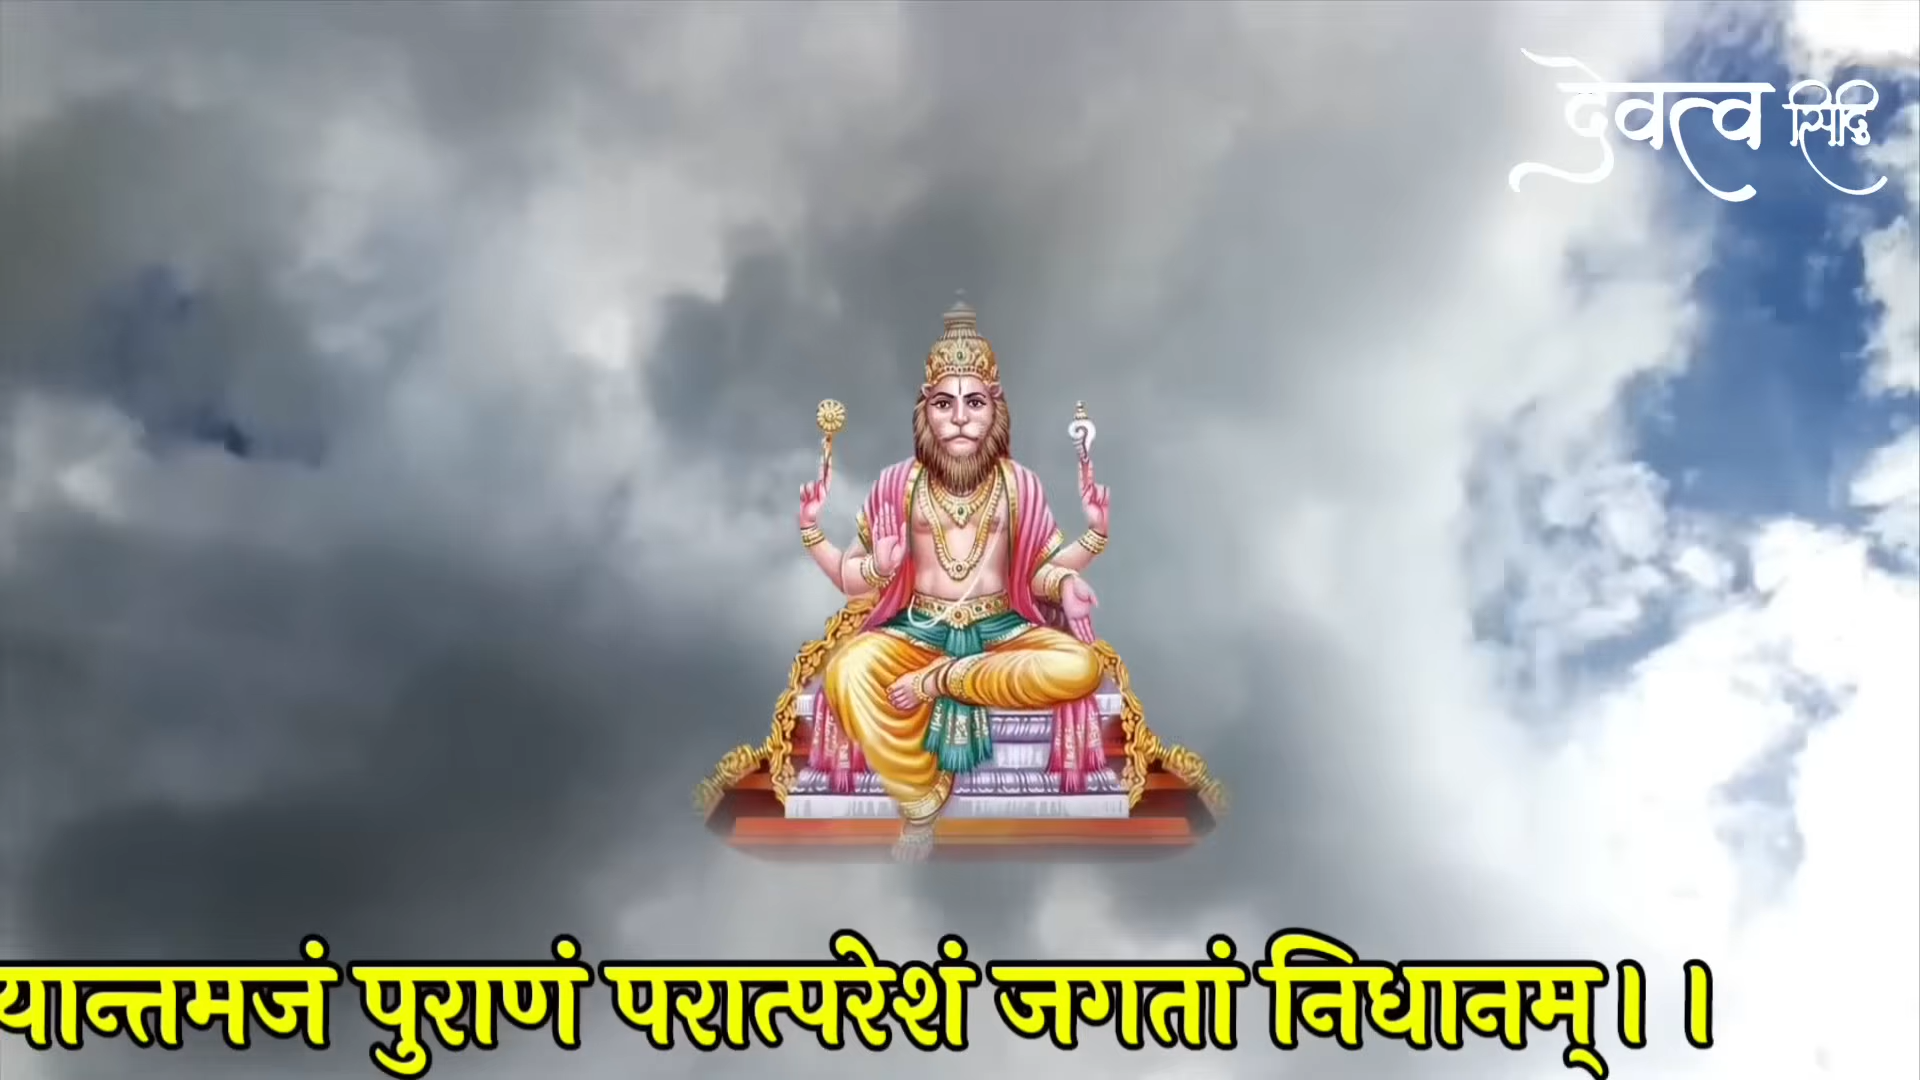 देवत्व सिद्धि
यान्तमजं पुराणं परात्परेशं जगतां निधानम्।।